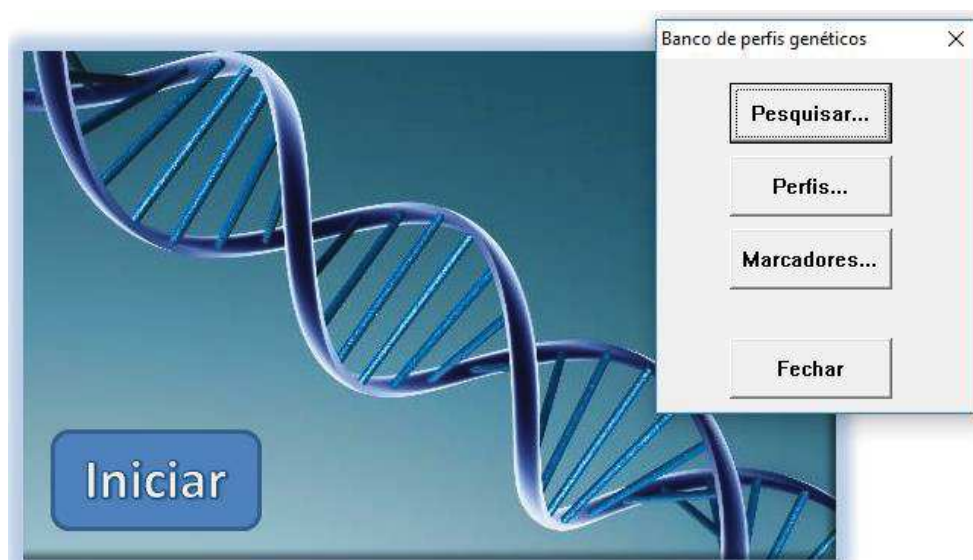 Banco de perfis genéticos
Pesquisar...
Perfis...
Marcadores...
Fechar
Iniciar